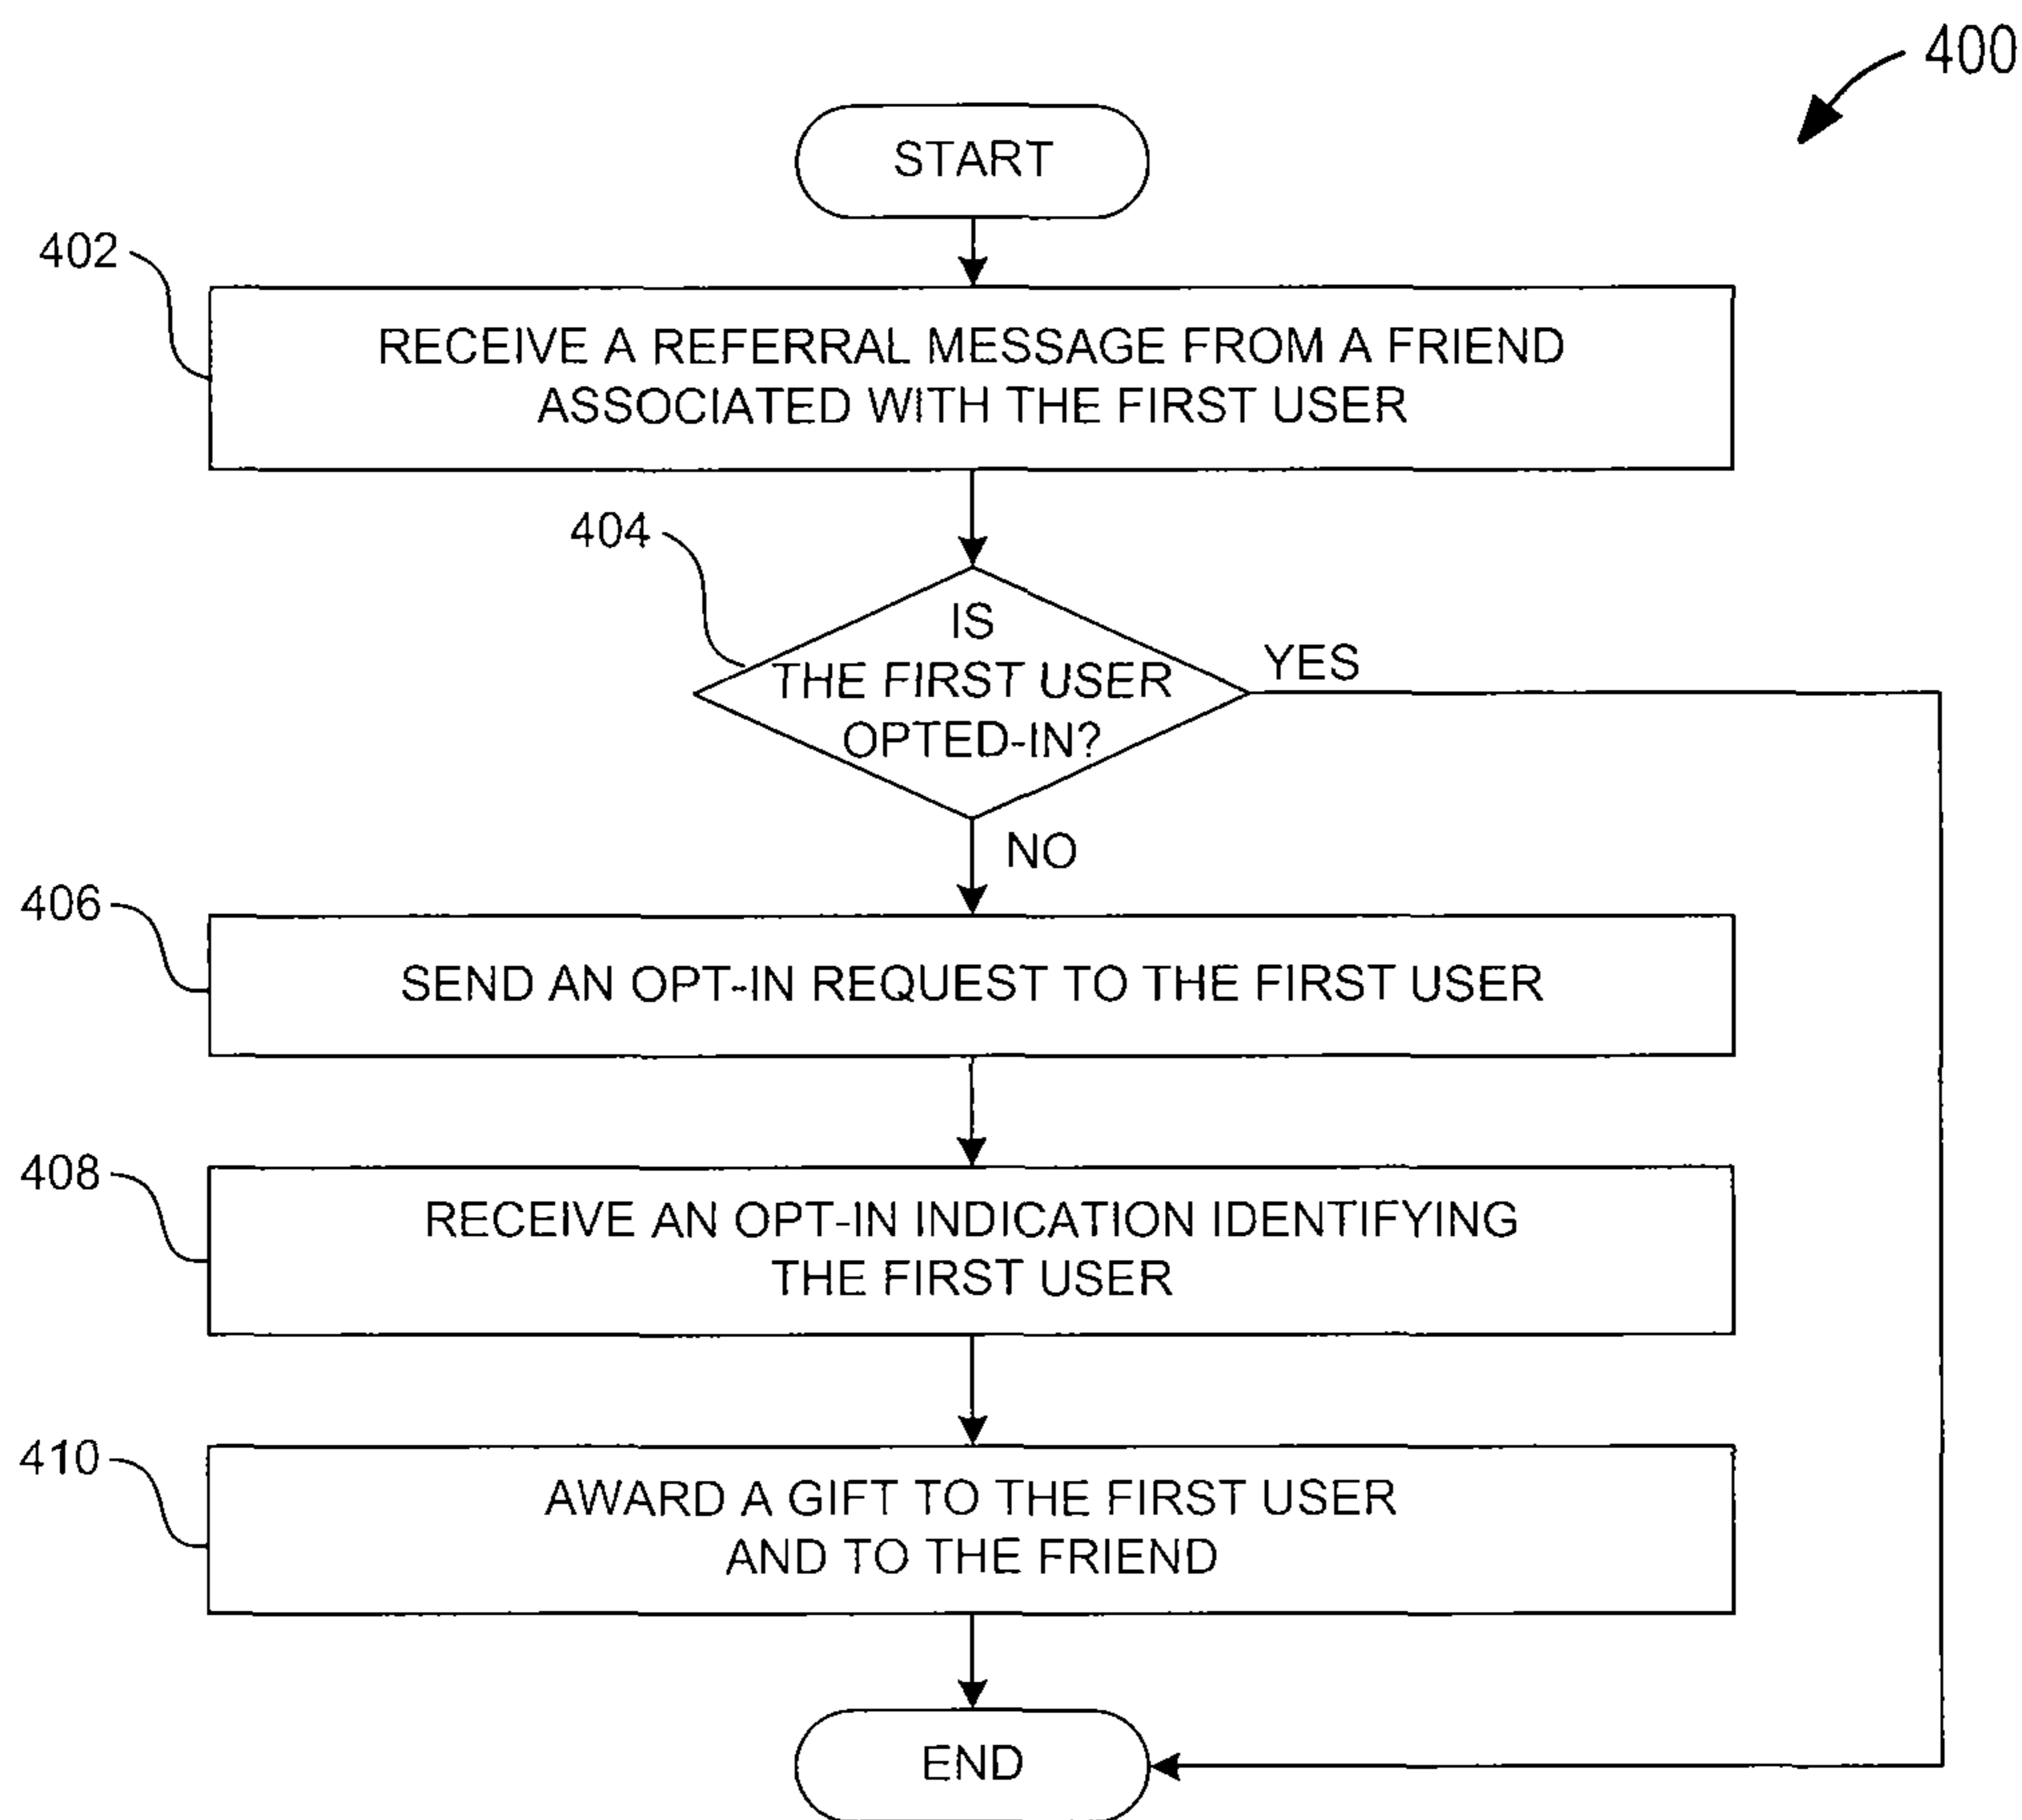 400
START
402
RECEIVE A REFERRAL MESSAGE FROM A FRIEND
ASSOCIATED WITH THE FIRST USER
404
IS
THE FIRST USER
OPTED-IN?
YES
NO
406
SEND AN OPT-IN REQUEST TO THE FIRST USER
408
RECEIVE AN OPT-IN INDICATION IDENTIFYING
THE FIRST USER
410
AWARD A GIFT TO THE FIRST USER
AND TO THE FRIEND
END